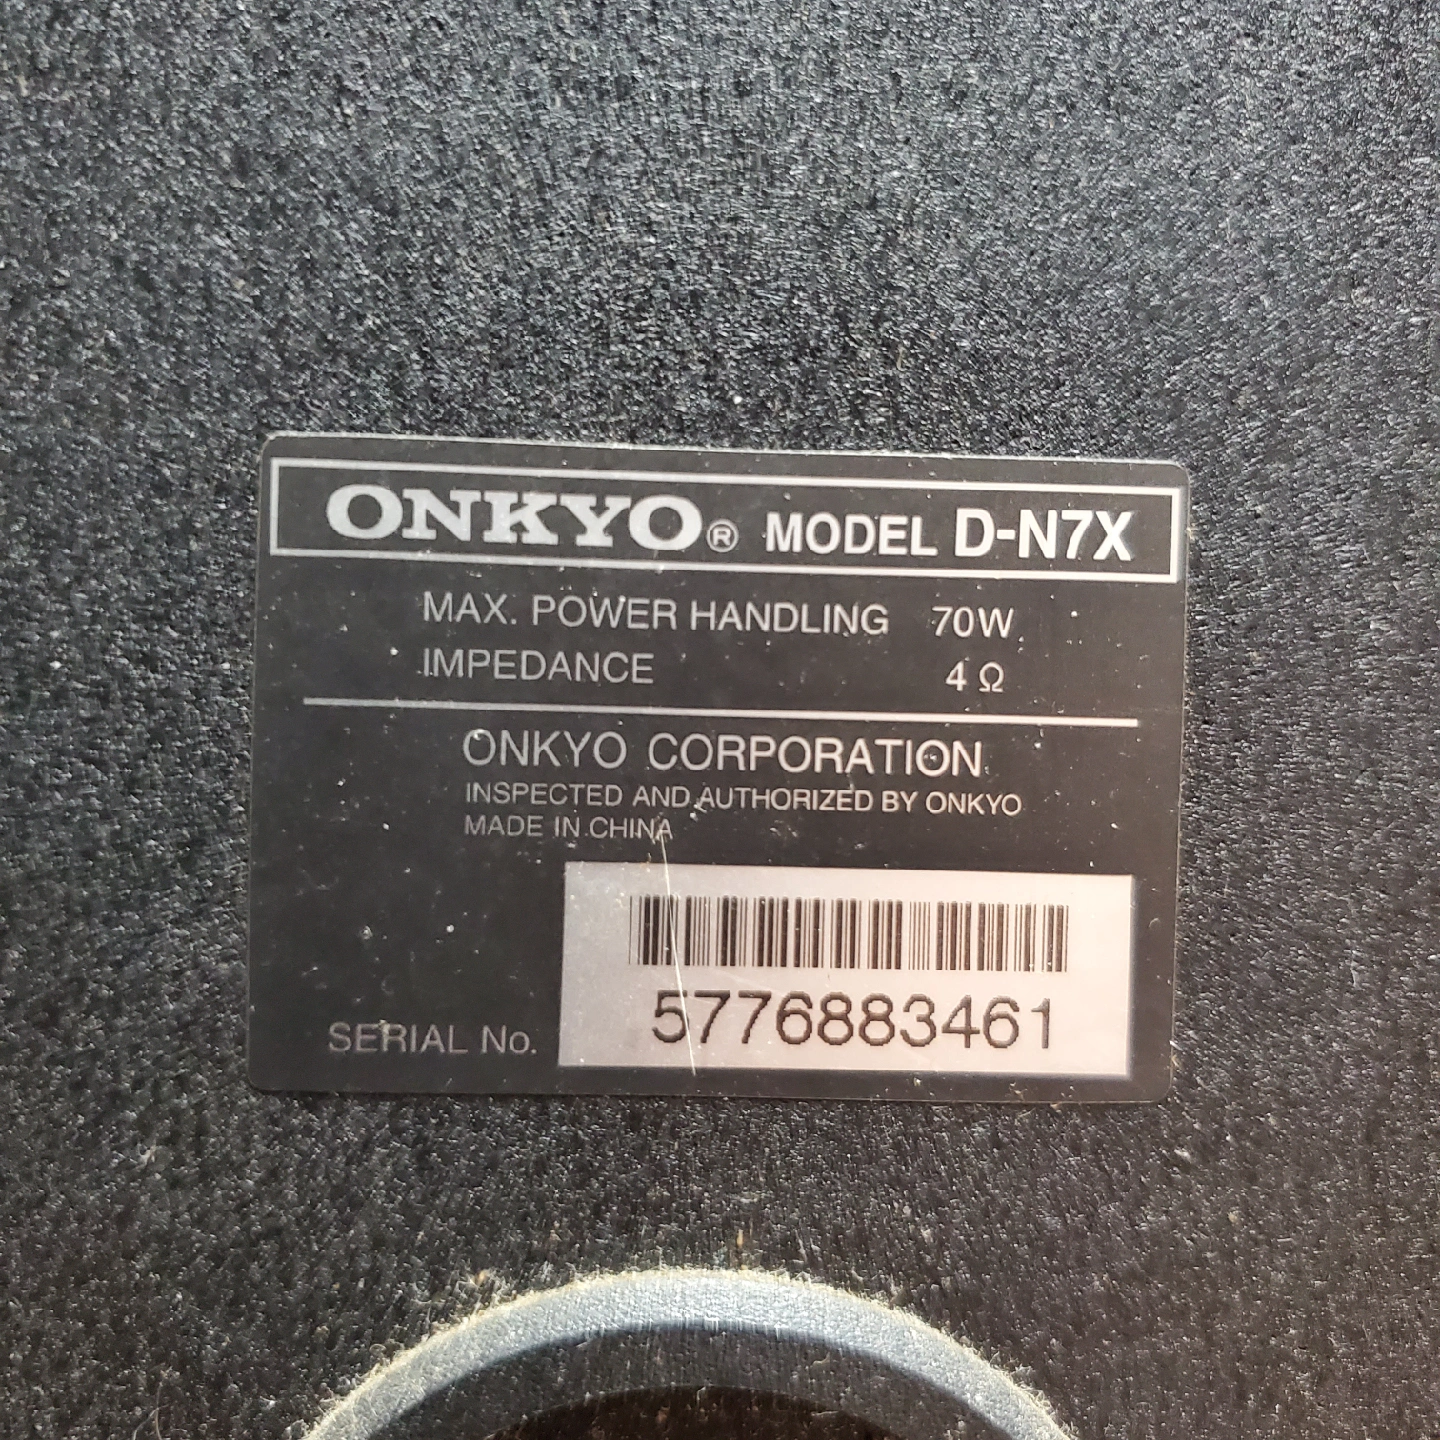 ONKYO® MODEL D-N7X
MAX. POWER HANDLING 70W
IMPEDANCE 4 Ω
ONKYO CORPORATION
INSPECTED AND AUTHORIZED BY ONKYO
MADE IN CHINA
SERIAL No. 5776883461